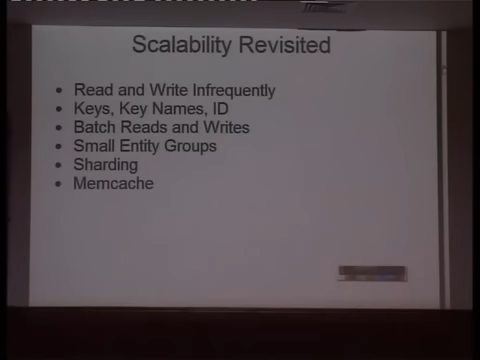 Scalability Revisited
• Read and Write Infrequently
• Keys, Key Names, ID
• Batch Reads and Writes
• Small Entity Groups
• Sharding
• Memcache